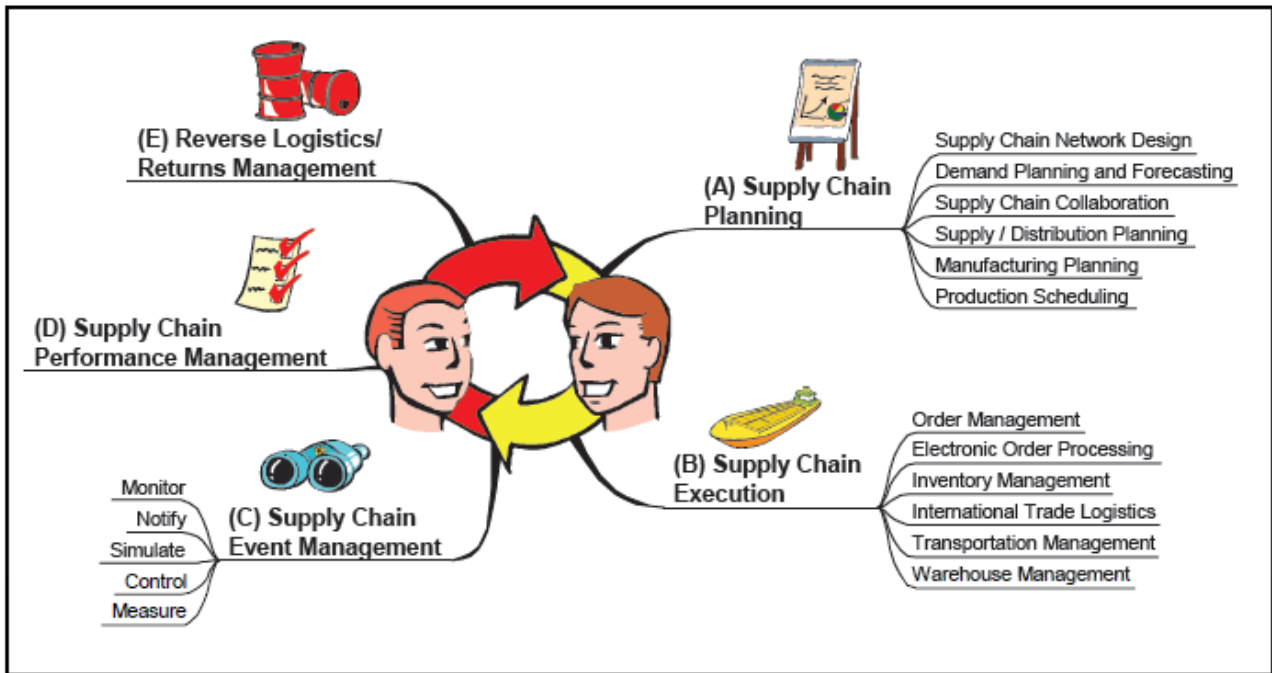 (E) Reverse Logistics/
Returns Management
(A) Supply Chain
Planning
Supply Chain Network Design
Demand Planning and Forecasting
Supply Chain Collaboration
Supply / Distribution Planning
Manufacturing Planning
Production Scheduling
(D) Supply Chain
Performance Management
(B) Supply Chain
Execution
Order Management
Electronic Order Processing
Inventory Management
International Trade Logistics
Transportation Management
Warehouse Management
(C) Supply Chain
Event Management
Monitor
Notify
Simulate
Control
Measure